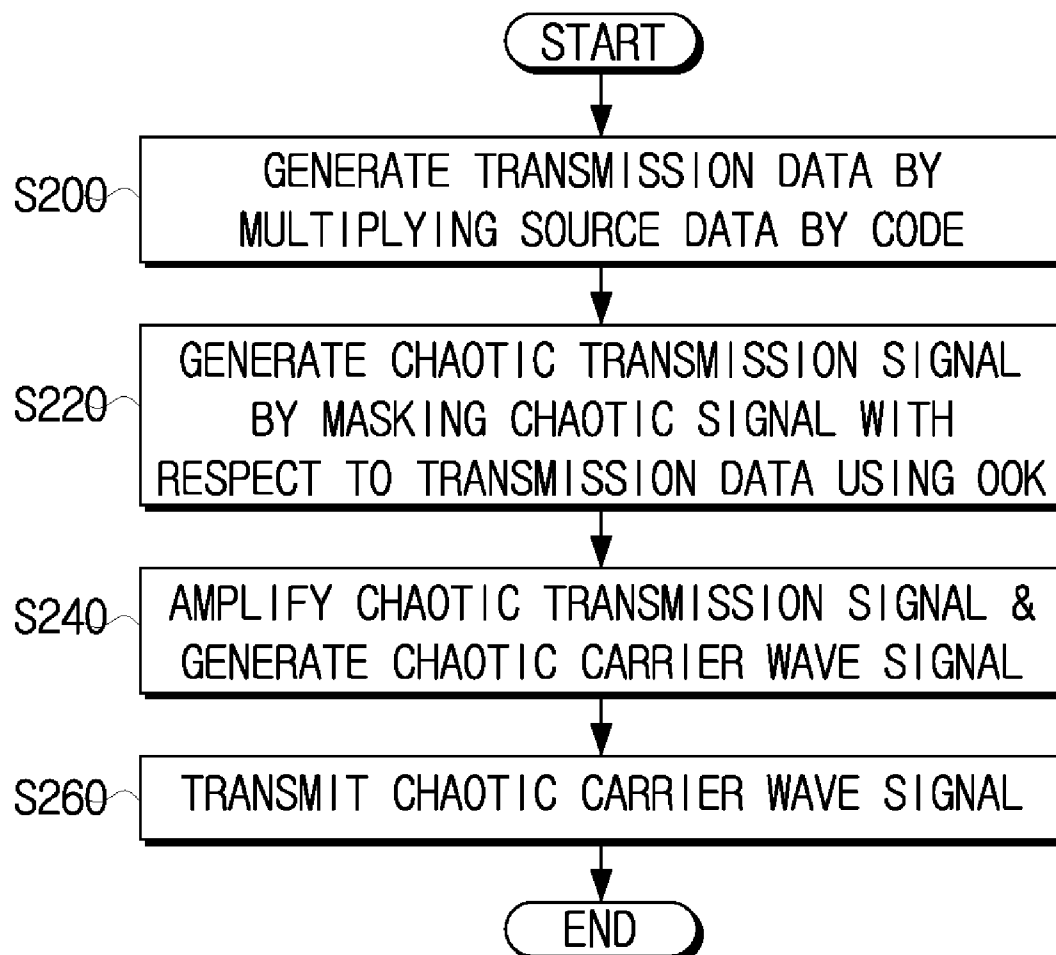 START
S200
GENERATE TRANSMISSION DATA BY
MULTIPLYING SOURCE DATA BY CODE
S220
GENERATE CHAOTIC TRANSMISSION SIGNAL
BY MASKING CHAOTIC SIGNAL WITH
RESPECT TO TRANSMISSION DATA USING OOK
S240
AMPLIFY CHAOTIC TRANSMISSION SIGNAL &
GENERATE CHAOTIC CARRIER WAVE SIGNAL
S260
TRANSMIT CHAOTIC CARRIER WAVE SIGNAL
END